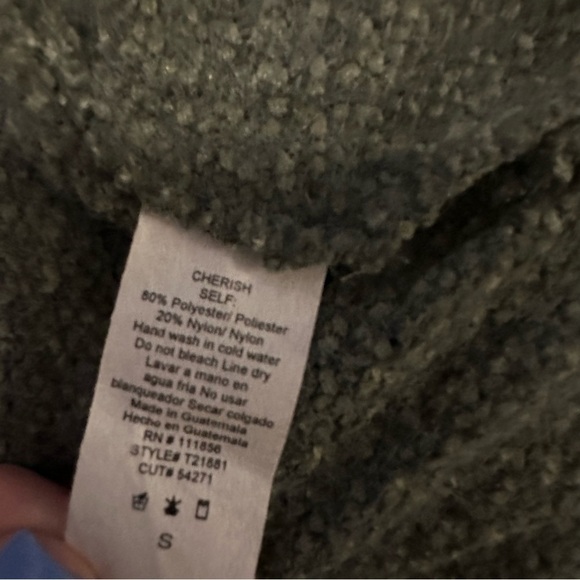 CHERISH
SELF:
80% Polyester/ Poliester
20% Nylon/ Nylon
Hand wash in cold water
Do not bleach Line dry
Lavar a mano en
agua fria No usar
blanqueador Secar colgado
Made in Guatemala
Hecho en Guatemala
RN # 111856
STYLE# T21881
CUT# 54271
S